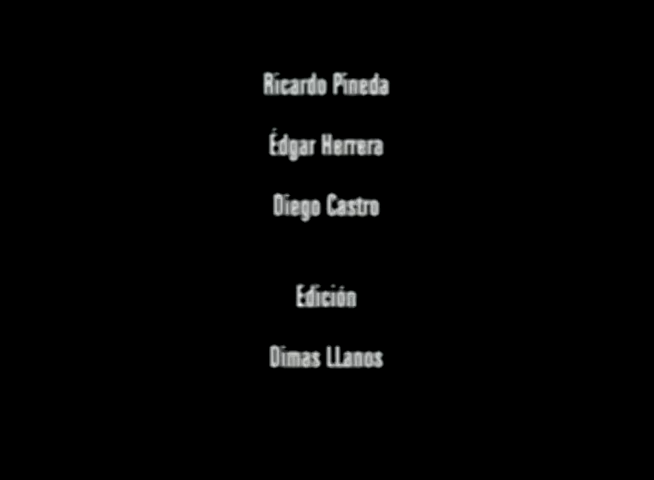 Ricardo Pineda
Édgar Herrera
Diego Castro
Edición
Dimas LLanos